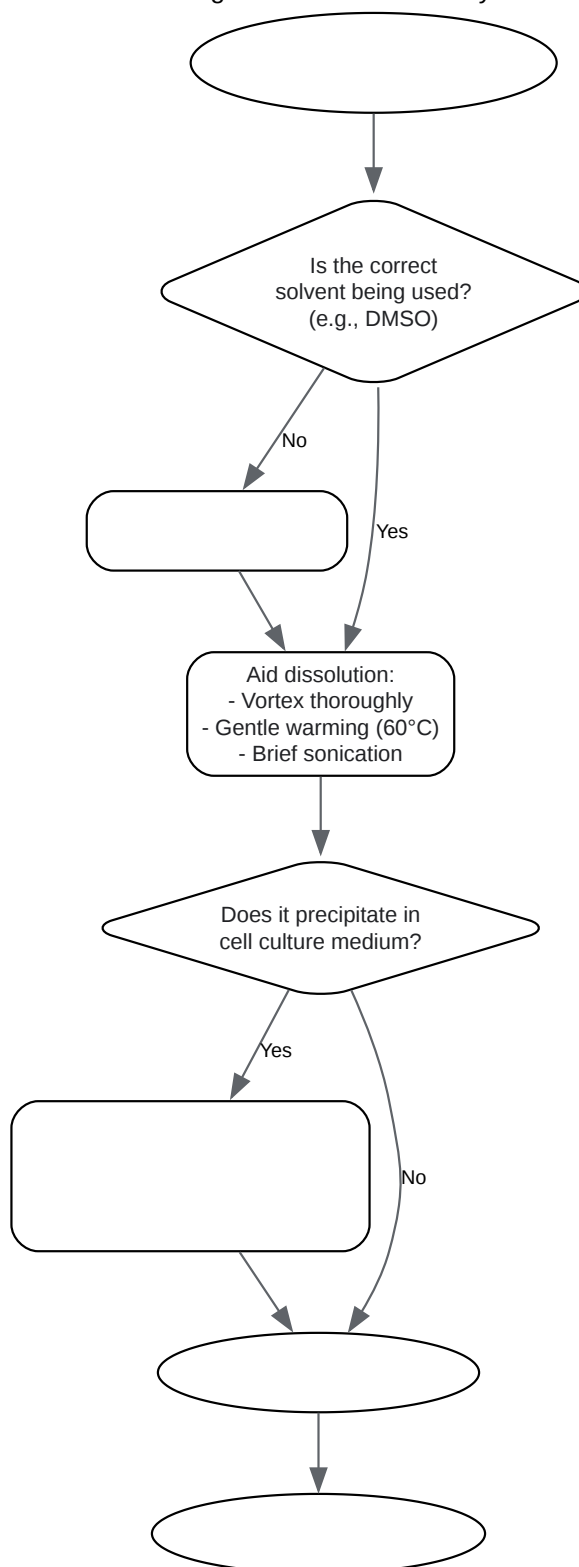 Is the correct
solvent being used?
(e.g., DMSO)
No
Yes
Aid dissolution:
- Vortex thoroughly
- Gentle warming (60°C)
- Brief sonication
Does it precipitate in
cell culture medium?
Yes
No